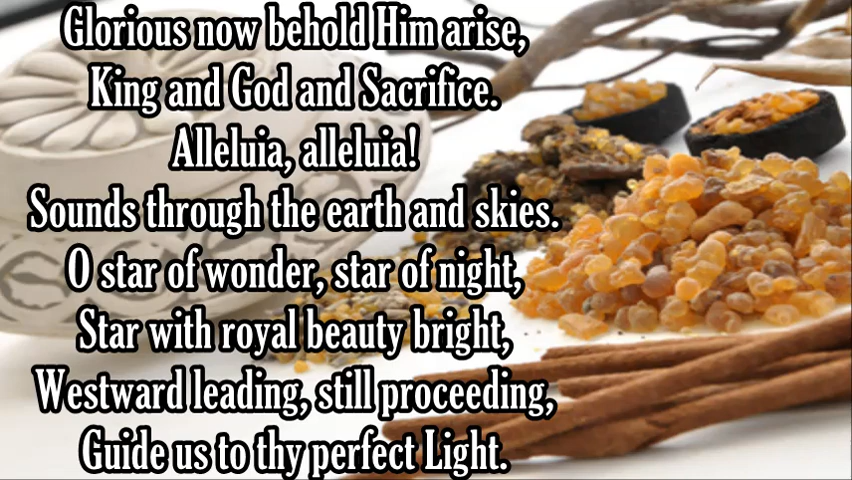 Glorious now behold Him arise,
King and God and Sacrifice.
Alleluia, alleluia!
Sounds through the earth and skies.
O star of wonder, star of night,
Star with royal beauty bright,
Westward leading, still proceeding,
Guide us to thy perfect Light.